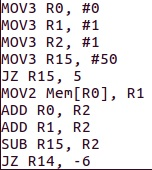 MOV3 R0, #0
MOV3 R1, #1
MOV3 R2, #1
MOV3 R15, #50
JZ R15, 5
MOV2 Mem[R0], R1
ADD R0, R2
ADD R1, R2
SUB R15, R2
JZ R14, -6